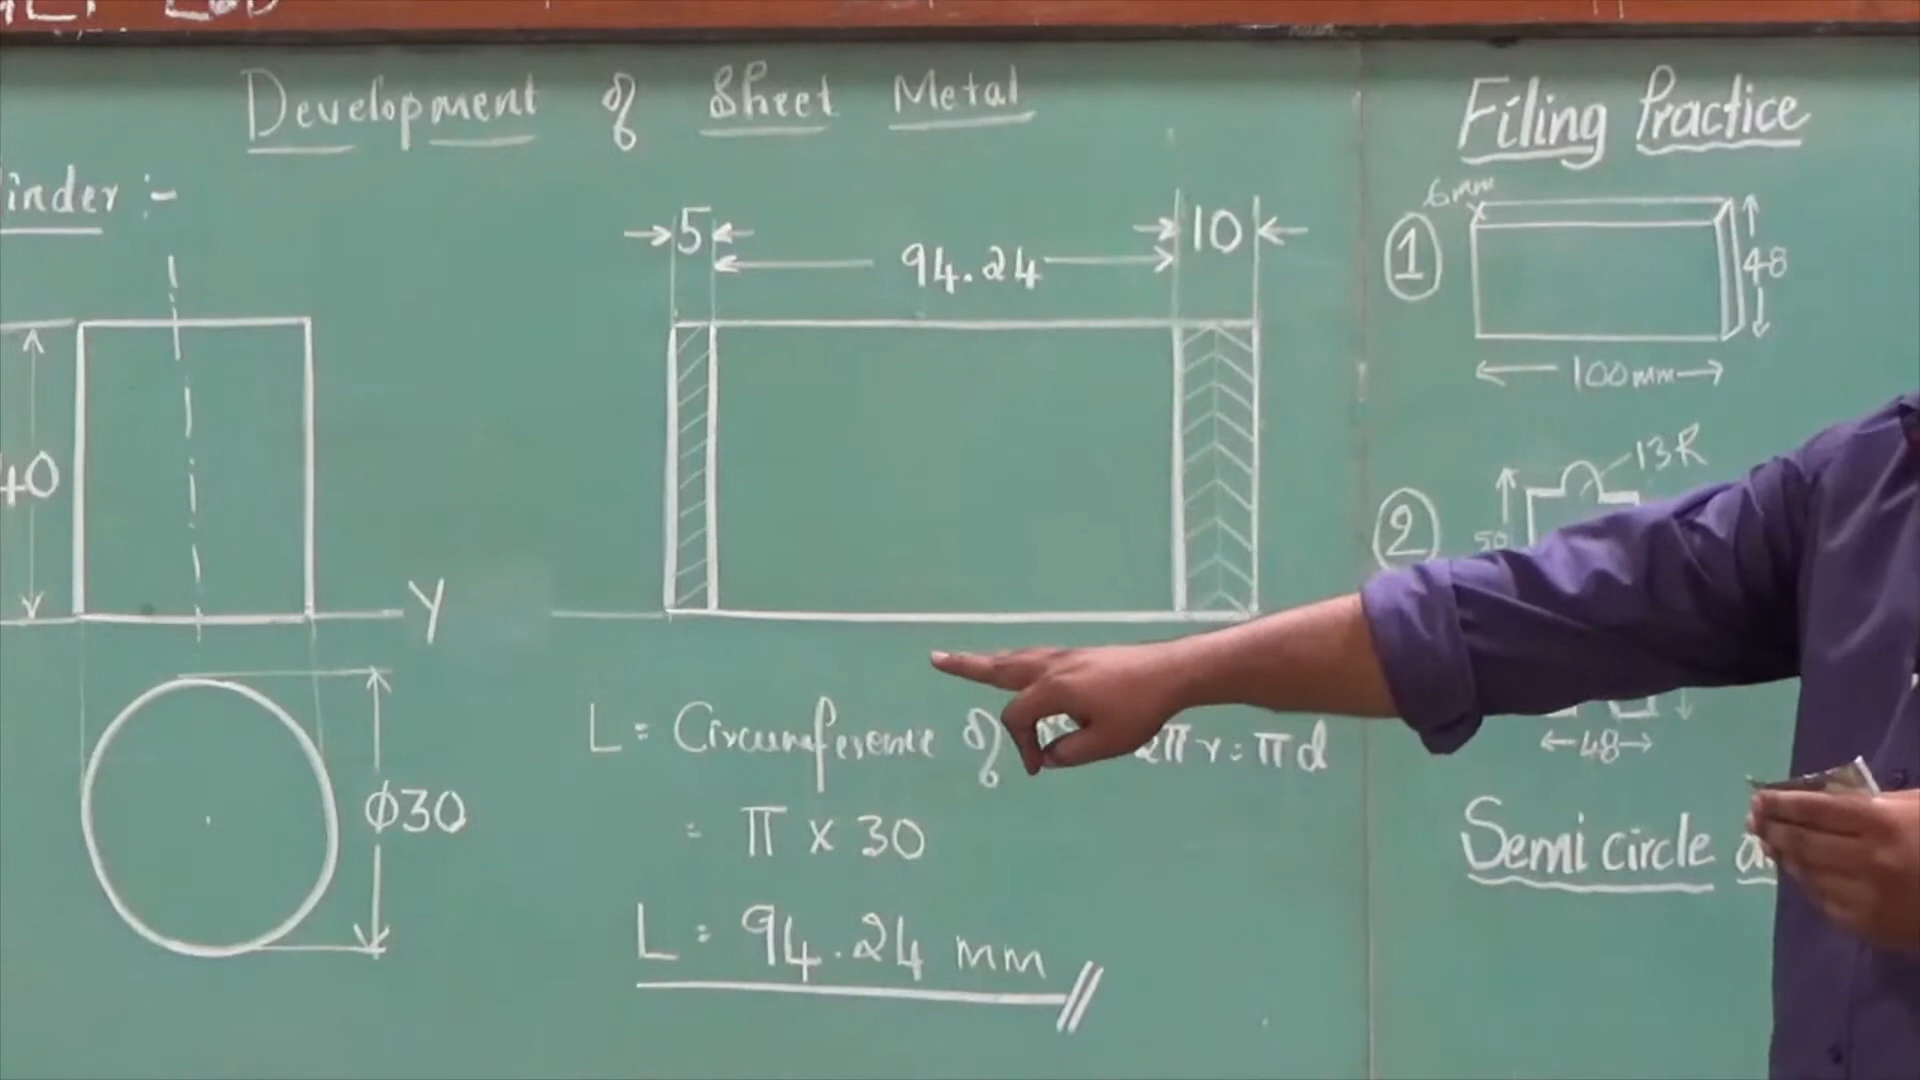 Development of Sheet Metal
inder :-
40
Y
φ30
5
94.24
10
L = Circumference of 2πr = πd
= π x 30
L = 94.24 mm
Filing Practice
6mm
1
48
100mm
13R
2
50
48
Semi circle